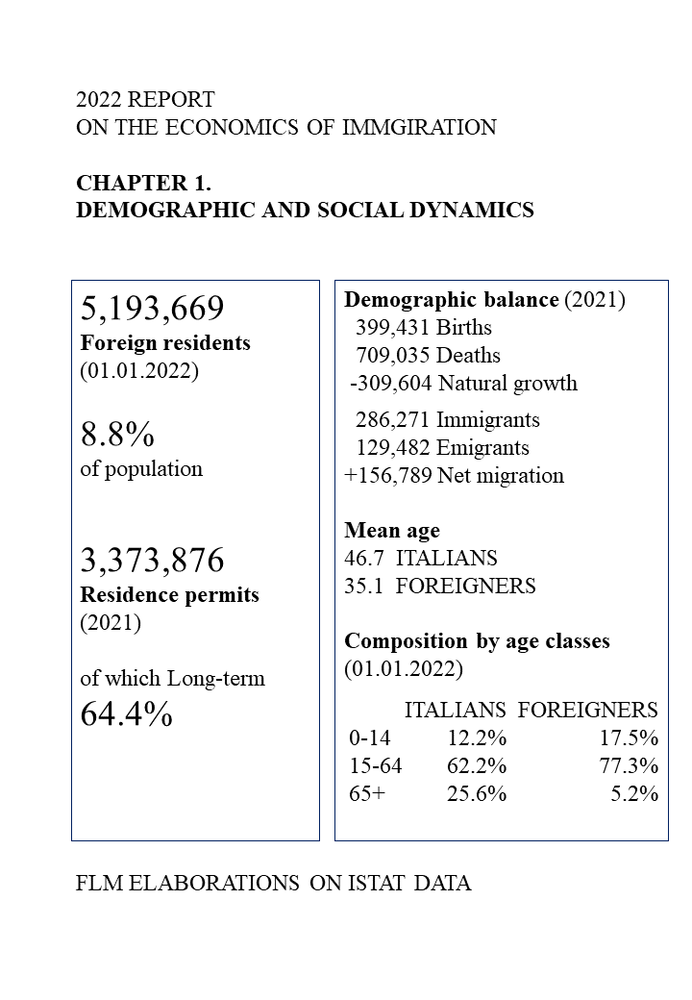 2022 REPORT
ON THE ECONOMICS OF IMMGIRATION
CHAPTER 1.
DEMOGRAPHIC AND SOCIAL DYNAMICS
5,193,669
Foreign residents
(01.01.2022)
8.8%
of population
3,373,876
Residence permits
(2021)
of which Long-term
64.4%
Demographic balance (2021)
399,431 Births
709,035 Deaths
-309,604 Natural growth
286,271 Immigrants
129,482 Emigrants
+156,789 Net migration
Mean age
46.7 ITALIANS
35.1 FOREIGNERS
Composition by age classes
(01.01.2022)
ITALIANS FOREIGNERS
0-14 12.2% 17.5%
15-64 62.2% 77.3%
65+ 25.6% 5.2%
FLM ELABORATIONS ON ISTAT DATA